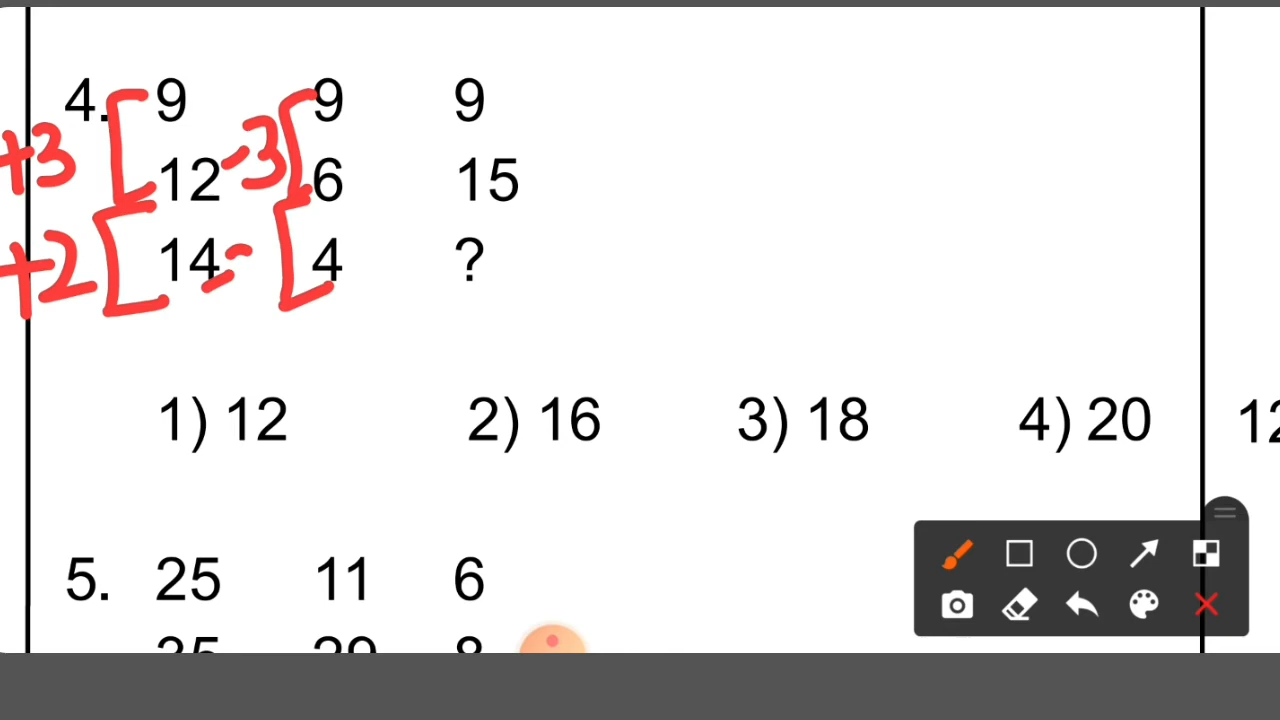 4. 9 9 9
+3 12 -3 6 15
+2 14 - 4 ?
1) 12 2) 16 3) 18 4) 20
5. 25 11 6